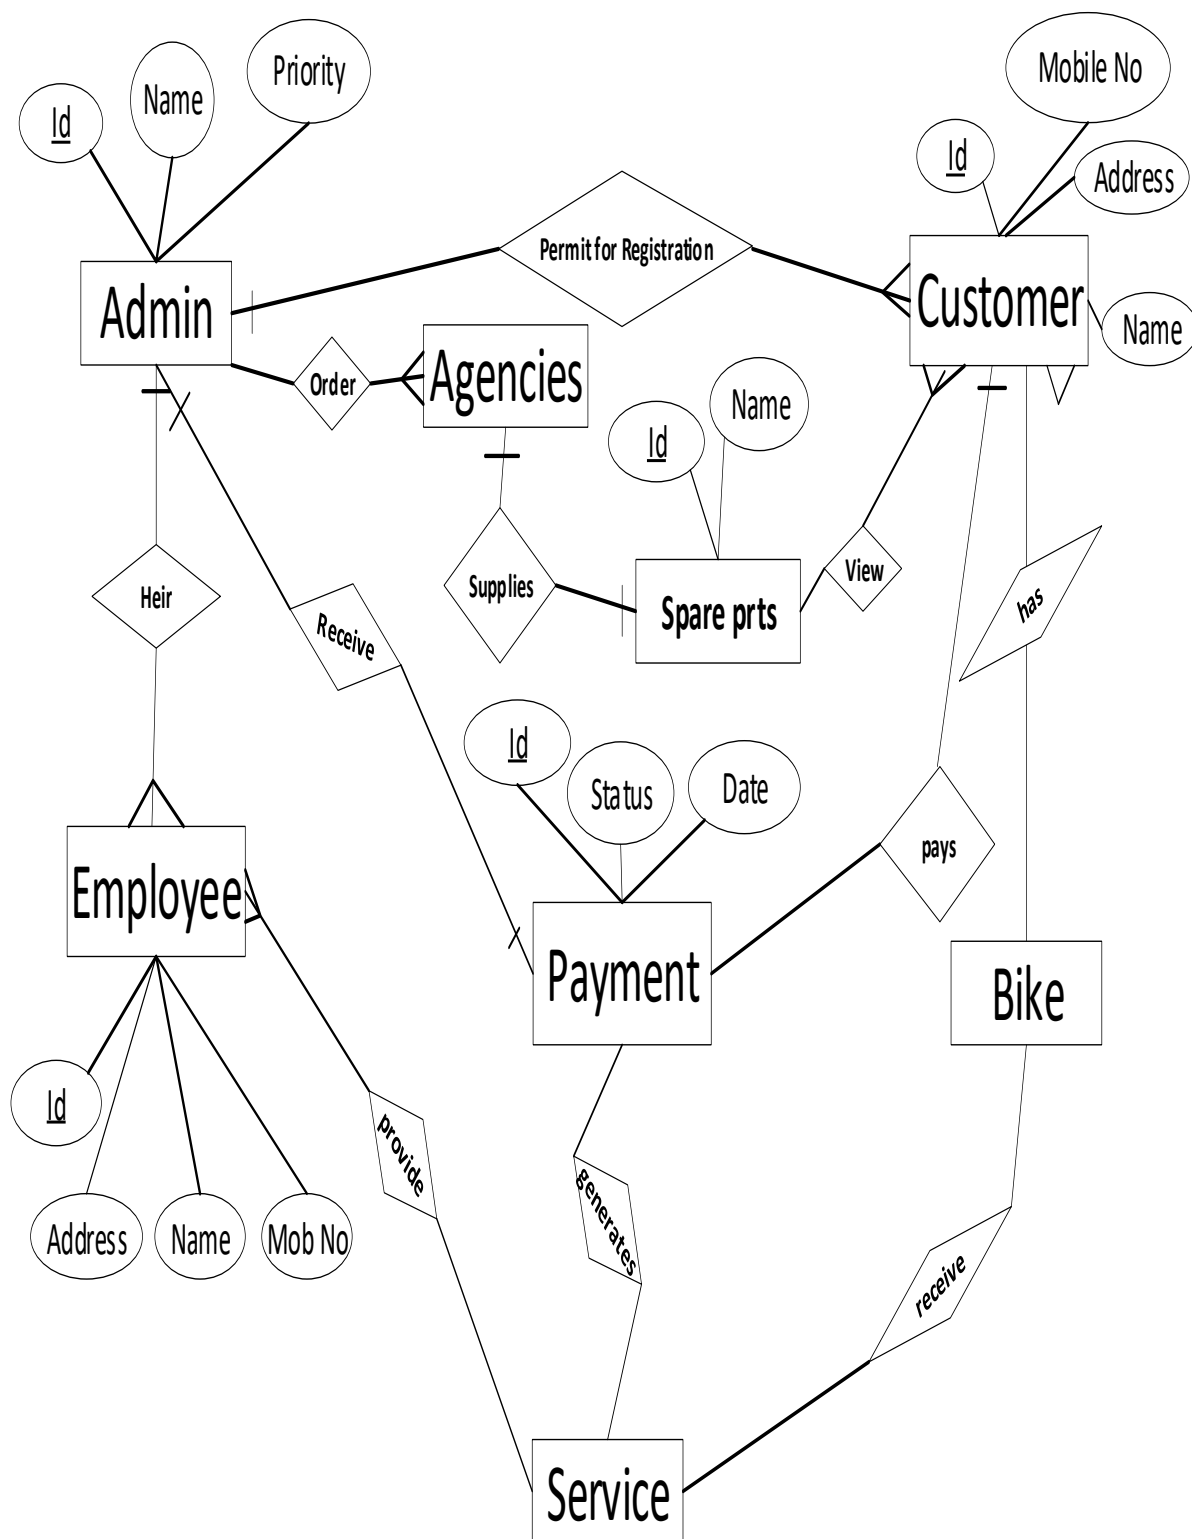 Mobile No
Priority
Name
Id
Id
Address
Permit for Registration
Admin
Customer
Name
Agencies
Order
Name
Id
View
Supplies
Heir
has
Spare prts
Receive
Id
Status
Date
pays
Employee
Payment
Bike
Id
provide
generates
Address
Name
Mob No
receive
Service